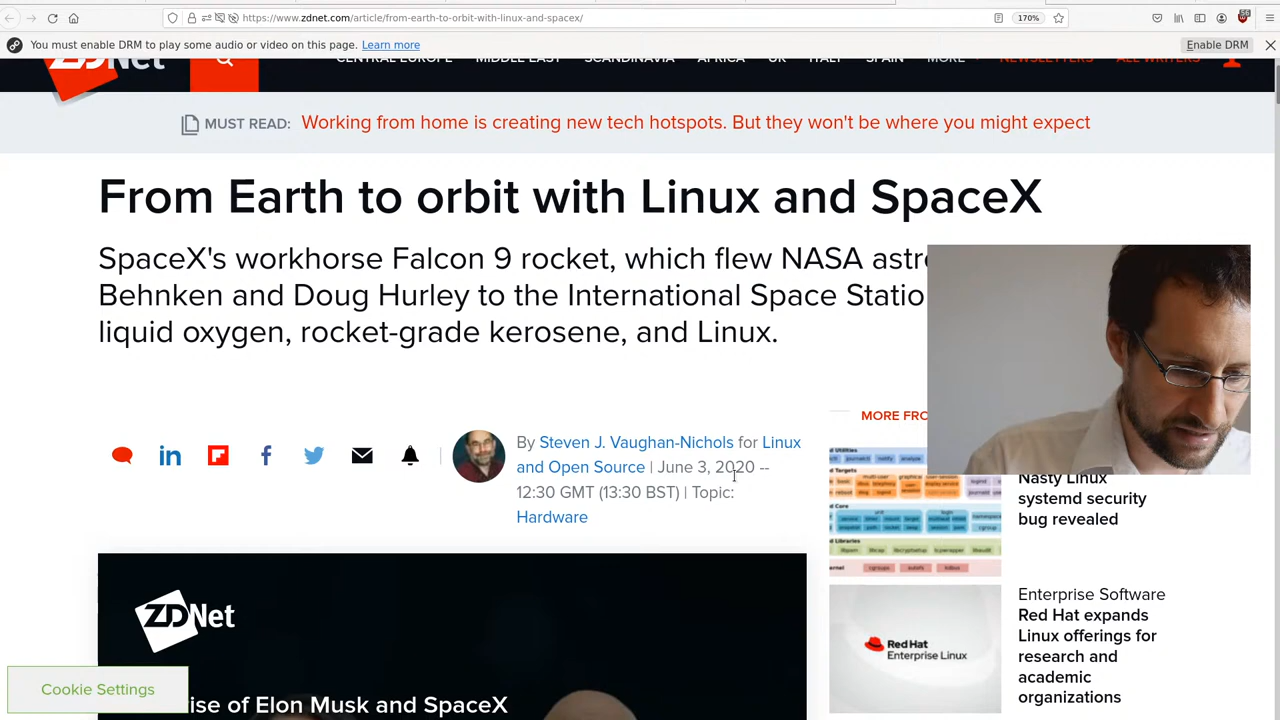 https://www.zdnet.com/article/from-earth-to-orbit-with-linux-and-spacex/
170%
You must enable DRM to play some audio or video on this page. Learn more
Enable DRM
ZDNet
CENTRAL EUROPE MIDDLE EAST SCANDINAVIA AFRICA UK ITALY SPAIN MORE NEWSLETTERS ALL WRITERS
MUST READ: Working from home is creating new tech hotspots. But they won't be where you might expect
From Earth to orbit with Linux and SpaceX
SpaceX's workhorse Falcon 9 rocket, which flew NASA astr
Behnken and Doug Hurley to the International Space Statio
liquid oxygen, rocket-grade kerosene, and Linux.
By Steven J. Vaughan-Nichols for Linux
and Open Source | June 3, 2020 --
12:30 GMT (13:30 BST) | Topic:
Hardware
MORE FRO
Nasty Linux
systemd security
bug revealed
Enterprise Software
Red Hat expands
Linux offerings for
research and
academic
organizations
Red Hat
Enterprise Linux
ZDNet
ise of Elon Musk and SpaceX
Cookie Settings